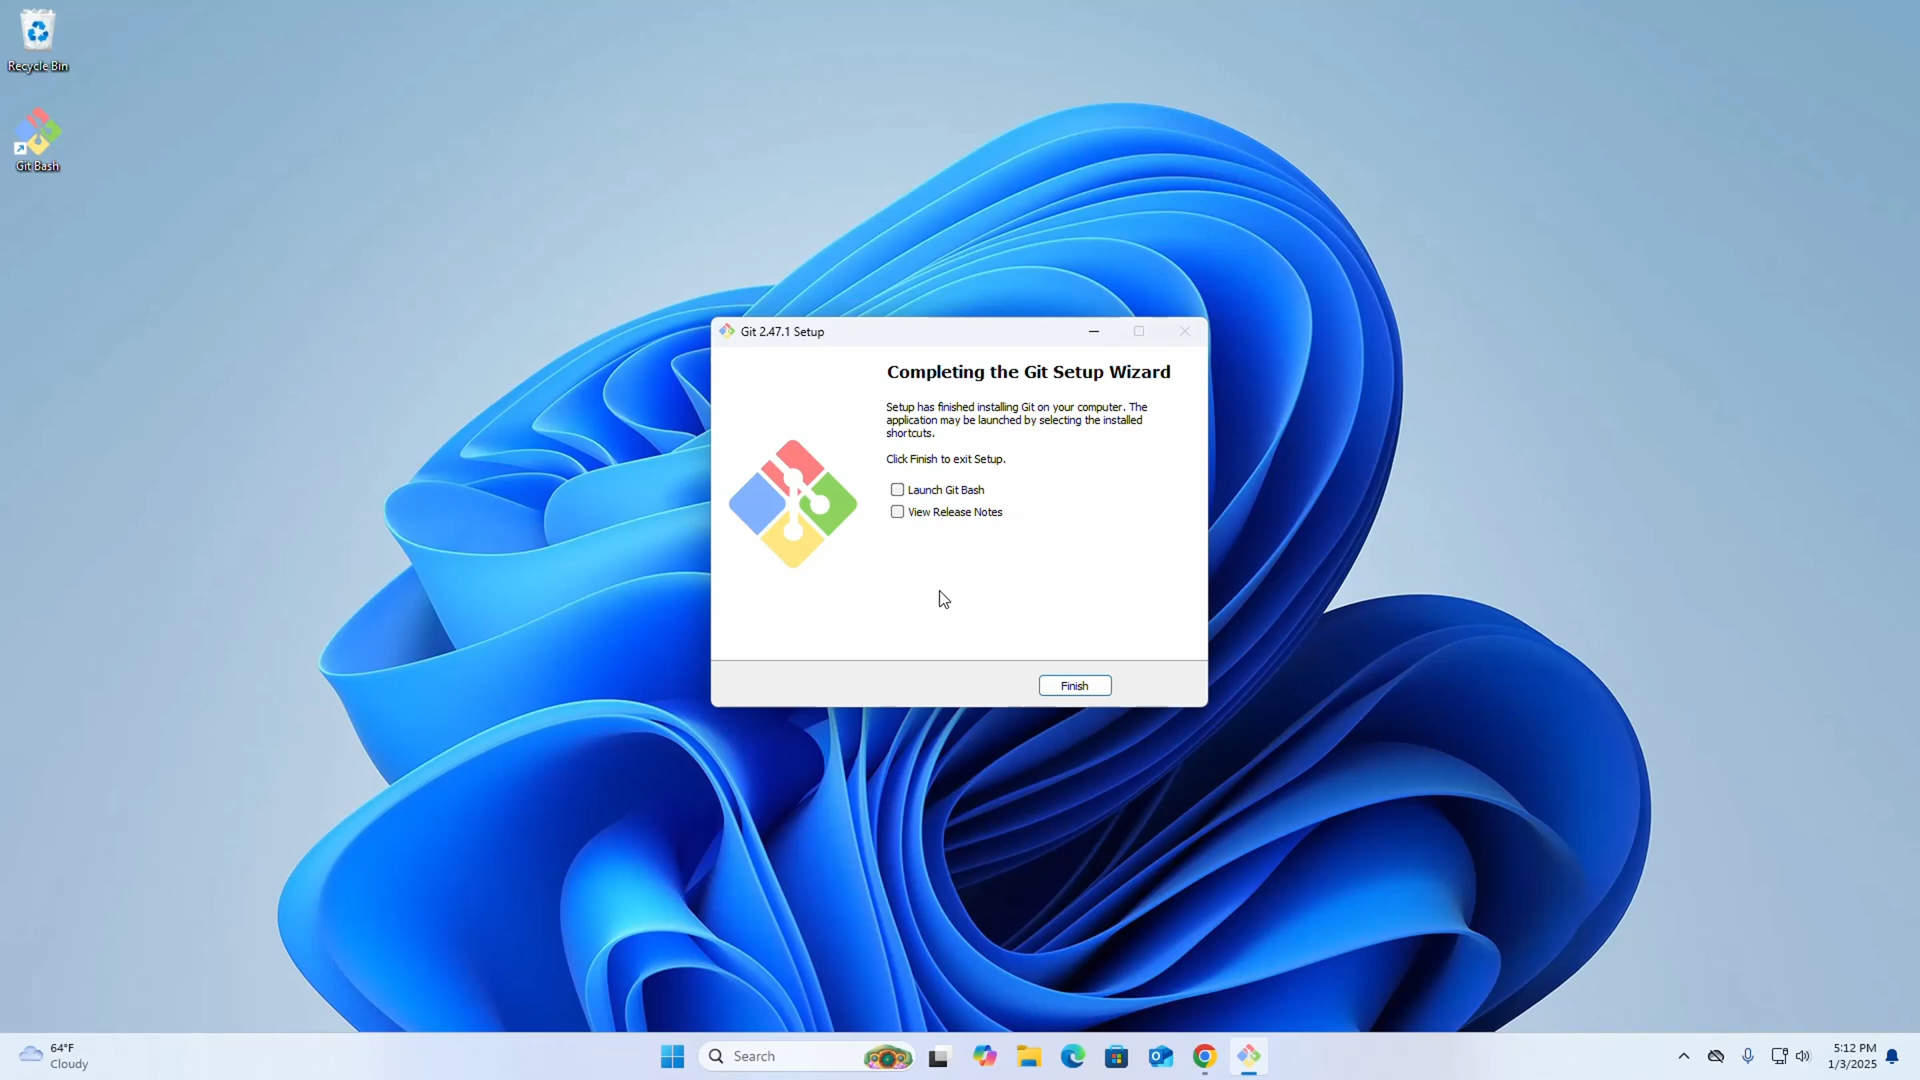 Recycle Bin
Git Bash
Git 2.47.1 Setup
Completing the Git Setup Wizard
Setup has finished installing Git on your computer. The
application may be launched by selecting the installed
shortcuts.
Click Finish to exit Setup.
Launch Git Bash
View Release Notes
Finish
64°F
Cloudy
Search
5:12 PM
1/3/2025